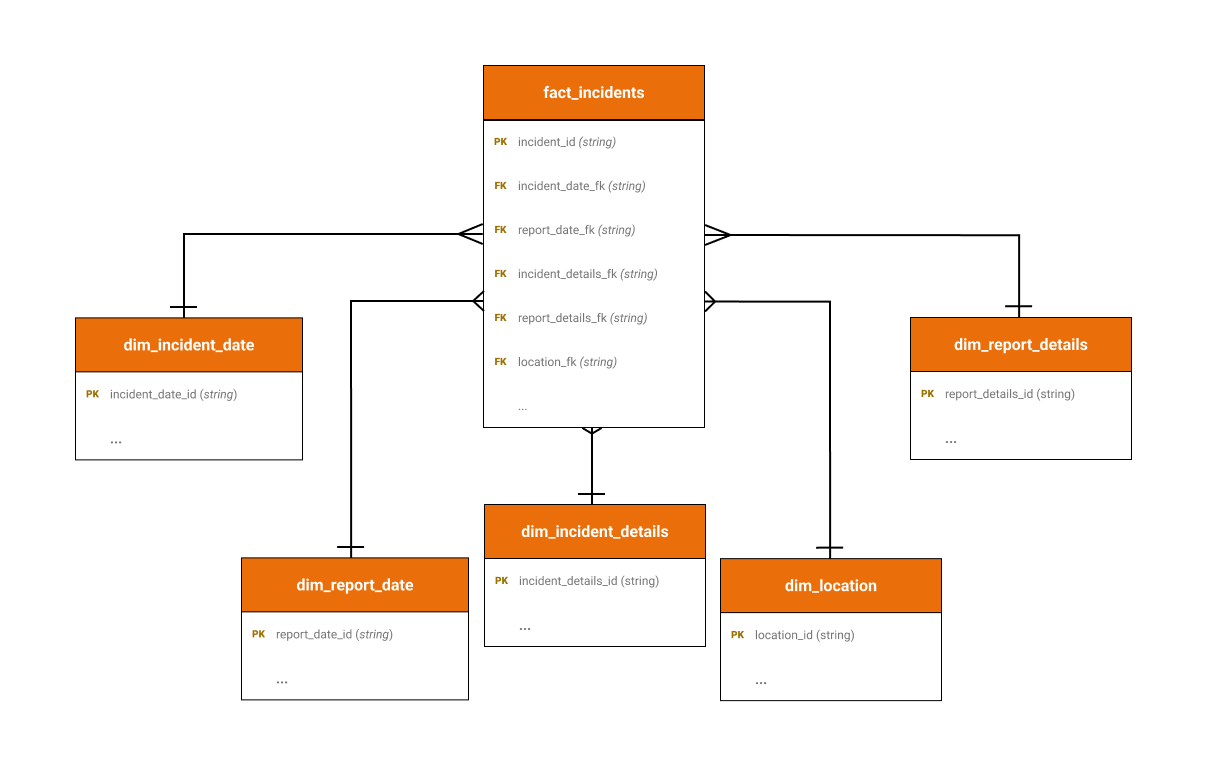 fact_incidents
PK incident_id (string)
FK incident_date_fk (string)
FK report_date_fk (string)
FK incident_details_fk (string)
FK report_details_fk (string)
FK location_fk (string)
...
dim_incident_date
PK incident_date_id (string)
...
dim_report_details
PK report_details_id (string)
...
dim_report_date
PK report_date_id (string)
...
dim_incident_details
PK incident_details_id (string)
...
dim_location
PK location_id (string)
...